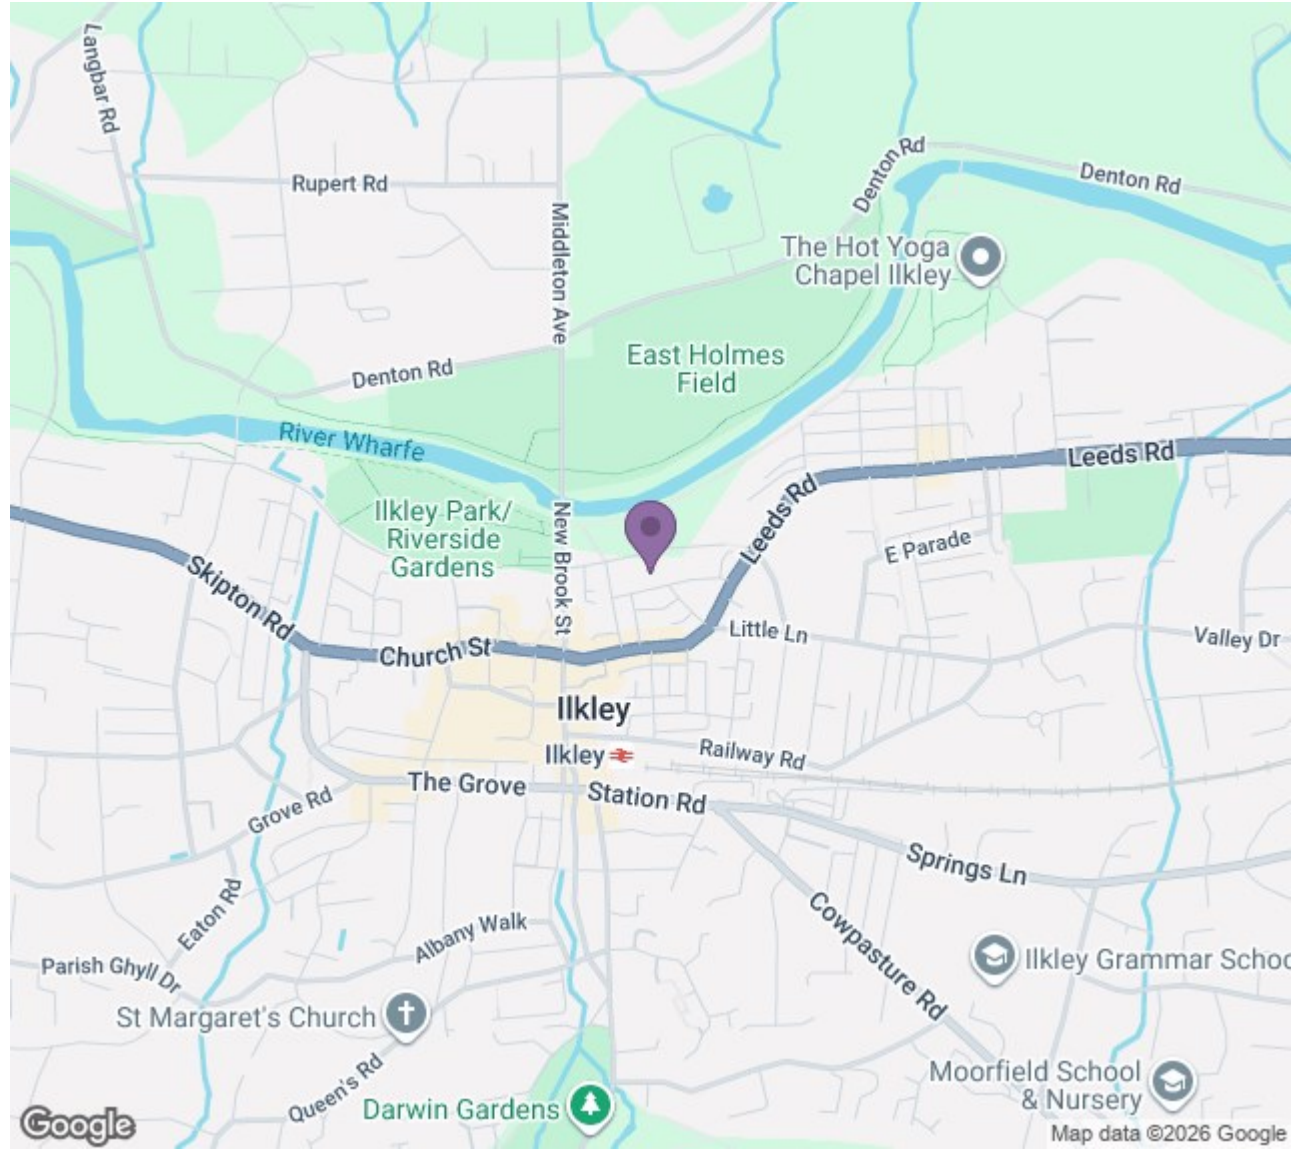 Langbar Rd
Rupert Rd
Middleton Ave
Denton Rd
Denton Rd
The Hot Yoga
Chapel Ilkley
East Holmes
Field
Denton Rd
River Wharfe
Leeds Rd
Ilkley Park/
Riverside
Gardens
New Brook St
Leeds Rd
E Parade
Skipton Rd
Church St
Little Ln
Valley Dr
Ilkley
Ilkley
Railway Rd
The Grove
Station Rd
Grove Rd
Springs Ln
Eaton Rd
Albany Walk
Cowpasture Rd
Parish Ghyll Dr
Ilkley Grammar Schoo
St Margaret's Church
Queen's Rd
Moorfield School
& Nursery
Darwin Gardens
Google
Map data ©2026 Google